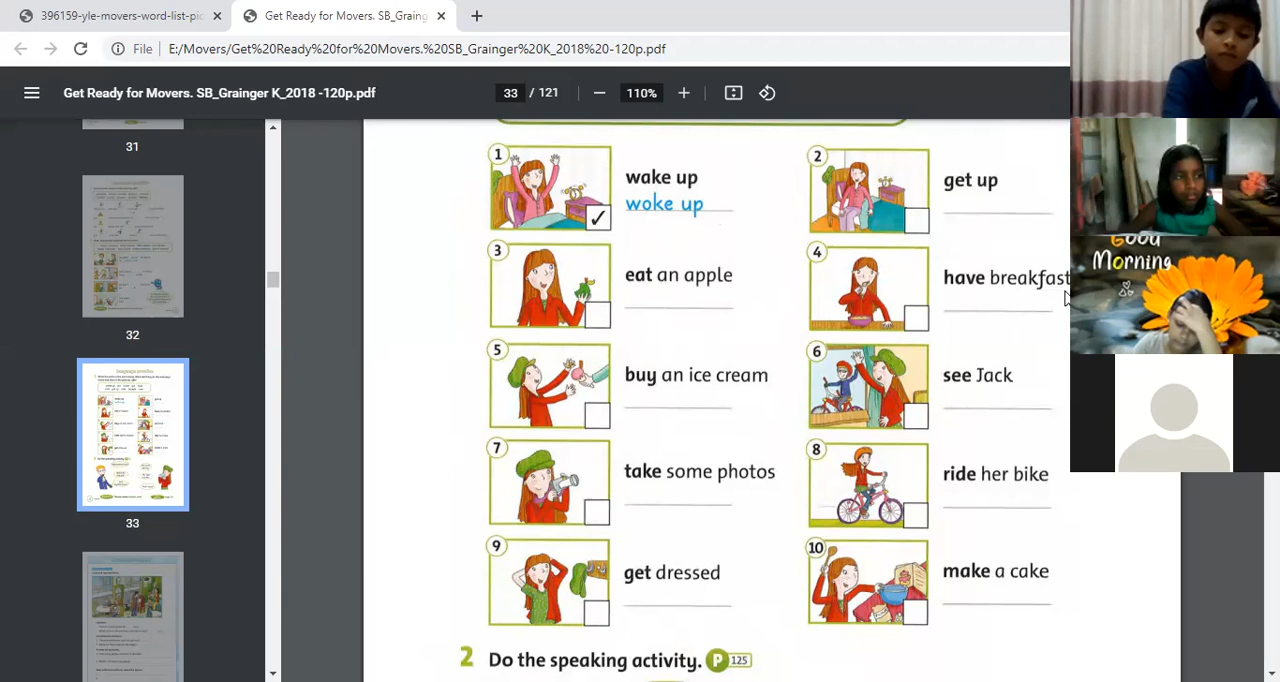 396159-yle-movers-word-list-pic
Get Ready for Movers. SB_Graing
File E:/Movers/Get%20Ready%20for%20Movers.%20SB_Grainger%20K_2018%20-120p.pdf
Get Ready for Movers. SB_Grainger K_2018 -120p.pdf
33 / 121
110%
31
32
33
1
wake up
woke up
2
get up
3
eat an apple
4
have breakfast
5
buy an ice cream
6
see Jack
7
take some photos
8
ride her bike
9
get dressed
10
make a cake
2 Do the speaking activity. P 125
Good
Morning